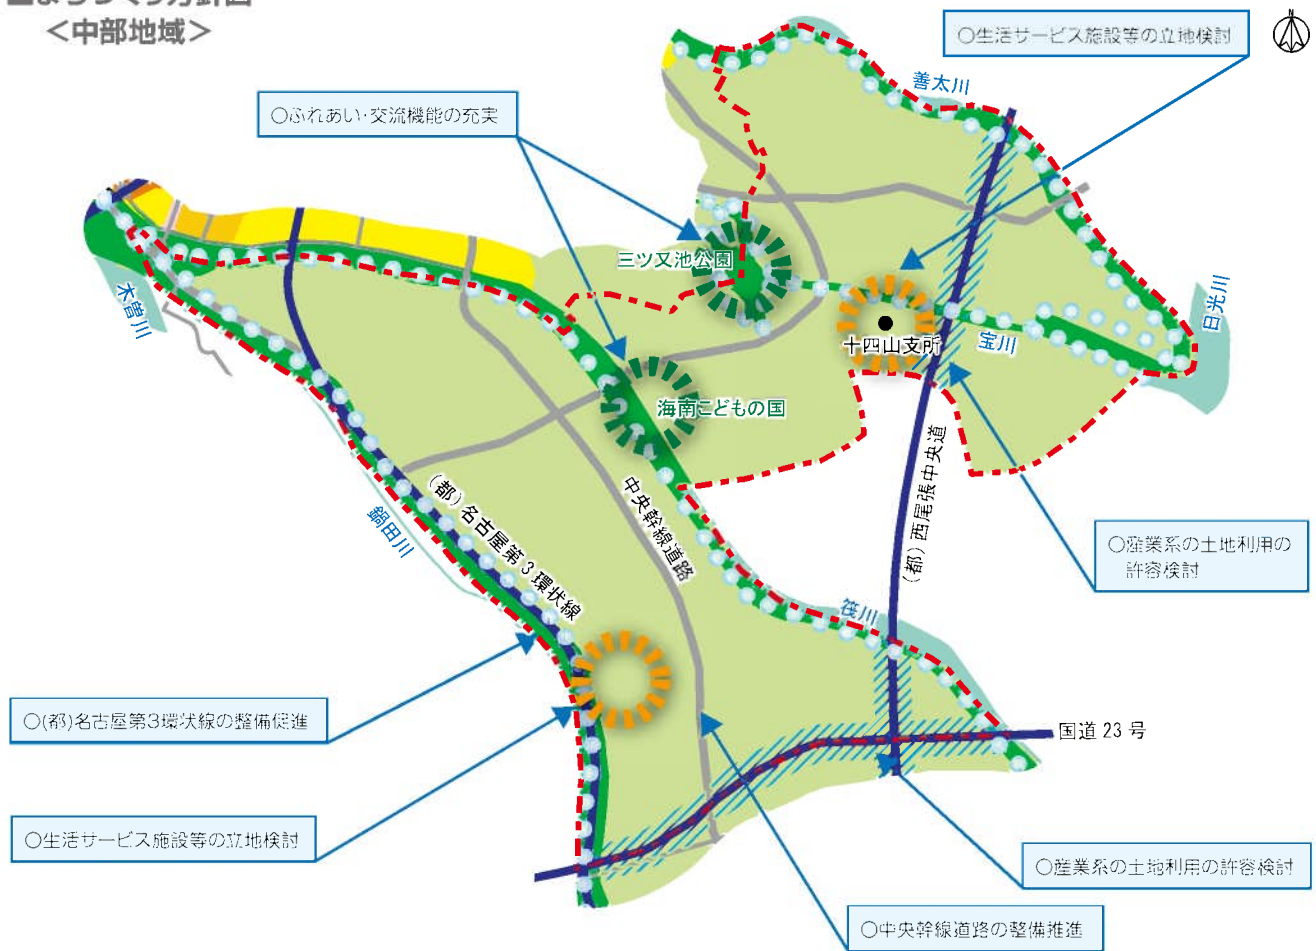 ■まちづくり方針図
＜中部地域＞
○生活サービス施設等の立地検討
N
善太川
○ふれあい・交流機能の充実
三ツ又池公園
木曽川
日光川
十四山支所
宝川
海南こどもの国
(都)西尾張中央道
中央幹線道路
(都)名古屋第3環状線
鍋田川
○産業系の土地利用の
許容検討
筏川
○(都)名古屋第3環状線の整備促進
国道23号
○生活サービス施設等の立地検討
○産業系の土地利用の許容検討
○中央幹線道路の整備推進